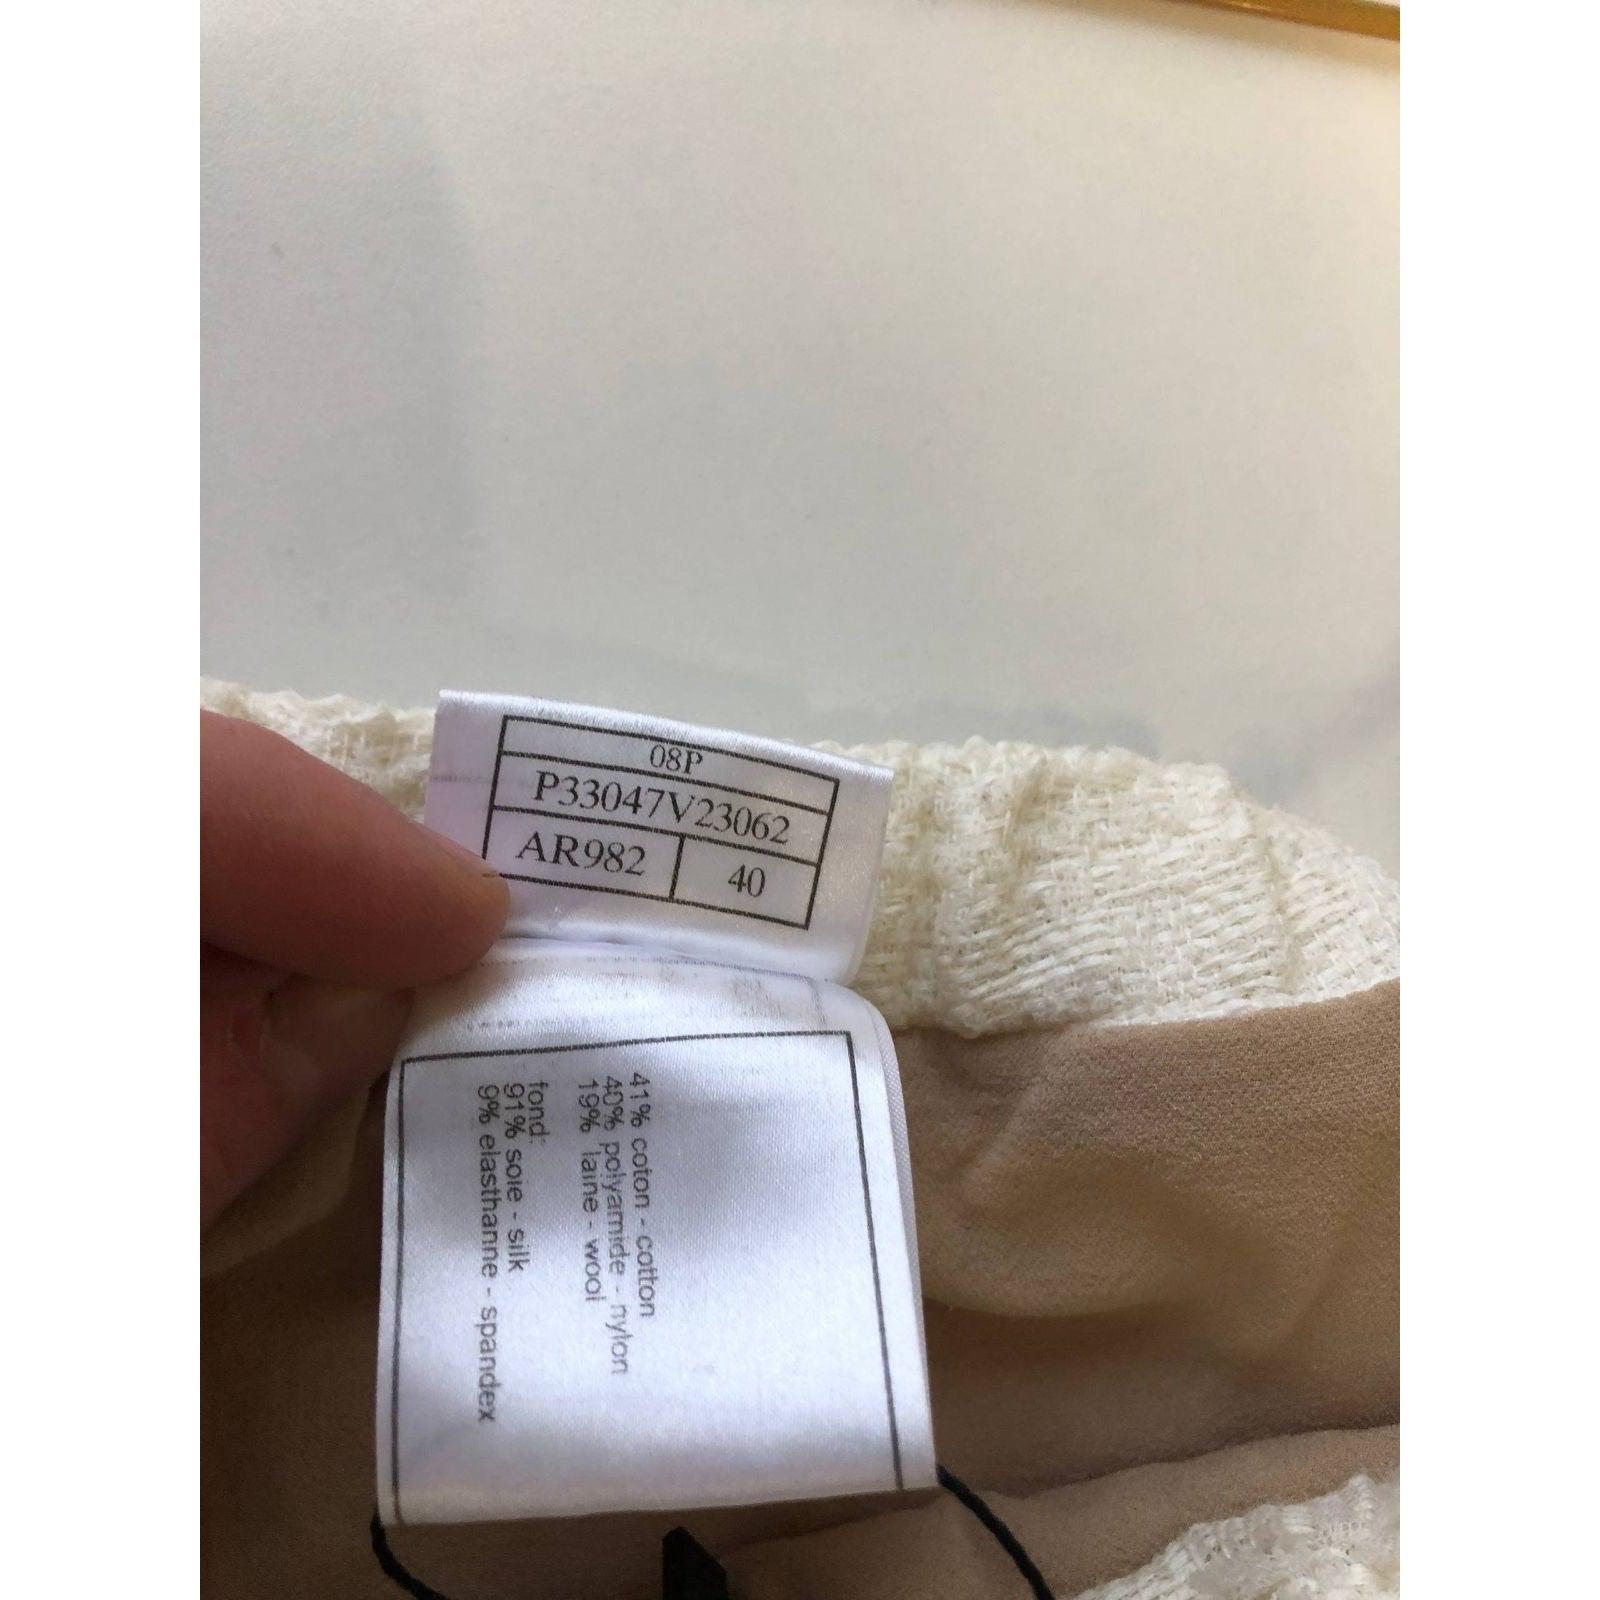 08P
P33047V23062
AR982 40
41% coton - cotton
40% polyamide - nylon
19% laine - wool
fond:
91% soie - silk
9% elasthanne - spandex